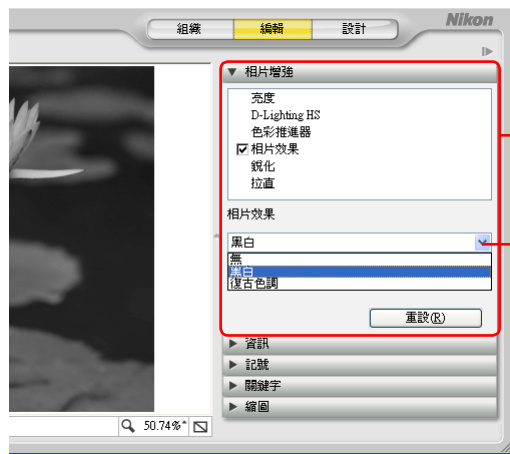 Nikon
組織 編輯 設計
相片增強
亮度
D-Lighting HS
色彩推進器
相片效果
銳化
拉直
相片效果
黑白
無
黑白
復古色調
重設(R)
資訊
記號
關鍵字
縮圖
50.74%*